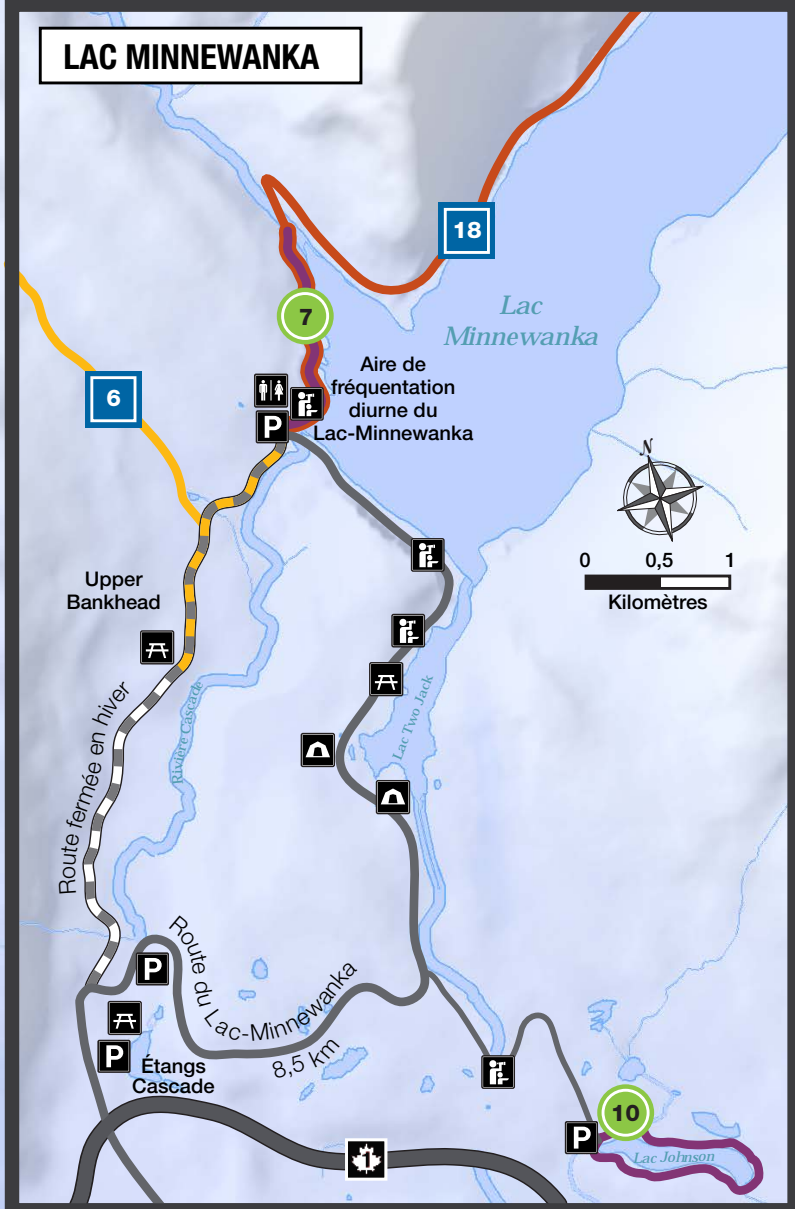 LAC MINNEWANKA
18
Lac
Minnewanka
7
Aire de
fréquentation
diurne du
Lac-Minnewanka
6
P
N
0 0,5 1
Kilomètres
Upper
Bankhead
Rivière Cascade
Lac Two Jack
Route fermée en hiver
Route du Lac-Minnewanka
8,5 km
P
P
Étangs
Cascade
10
P
Lac Johnson
1